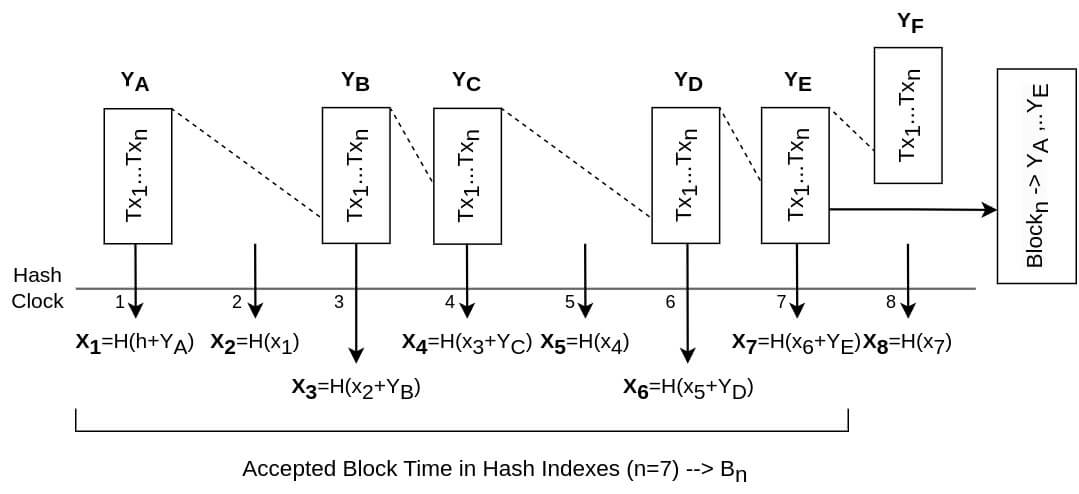 Y_F
Y_A Y_B Y_C Y_D Y_E
Tx_1...Tx_n Tx_1...Tx_n Tx_1...Tx_n Tx_1...Tx_n Tx_1...Tx_n Tx_1...Tx_n
Block_n -> Y_A ,...Y_E
Hash
Clock
1 2 3 4 5 6 7 8
X_1=H(h+Y_A) X_2=H(x_1) X_4=H(x_3+Y_C) X_5=H(x_4) X_7=H(x_6+Y_E) X_8=H(x_7)
X_3=H(x_2+Y_B) X_6=H(x_5+Y_D)
Accepted Block Time in Hash Indexes (n=7) --> B_n